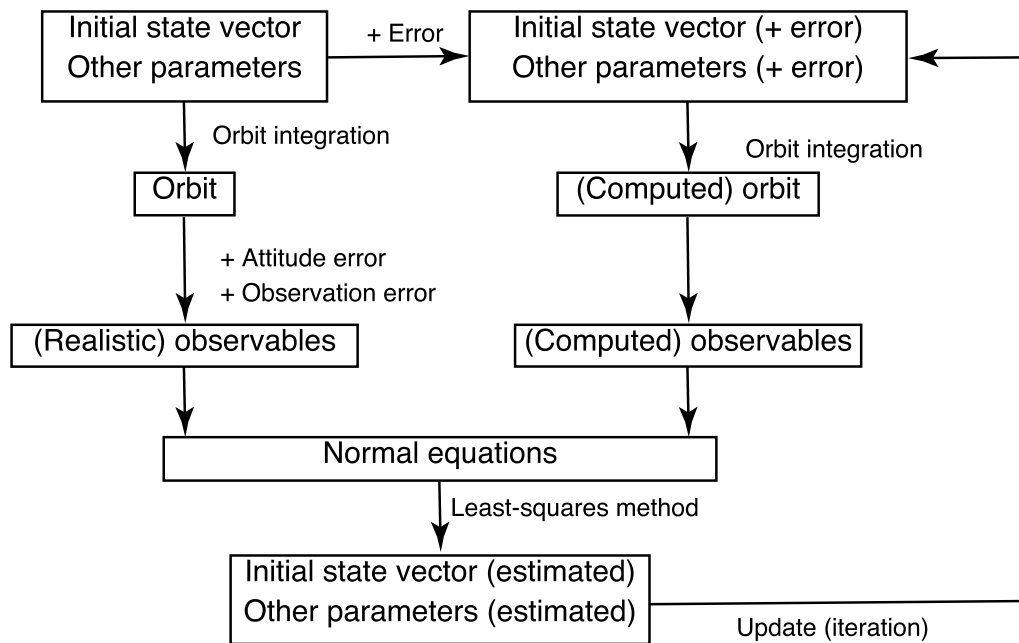 Initial state vector
Other parameters
+ Error
Initial state vector (+ error)
Other parameters (+ error)
Orbit integration
Orbit integration
Orbit
(Computed) orbit
+ Attitude error
+ Observation error
(Realistic) observables
(Computed) observables
Normal equations
Least-squares method
Initial state vector (estimated)
Other parameters (estimated)
Update (iteration)